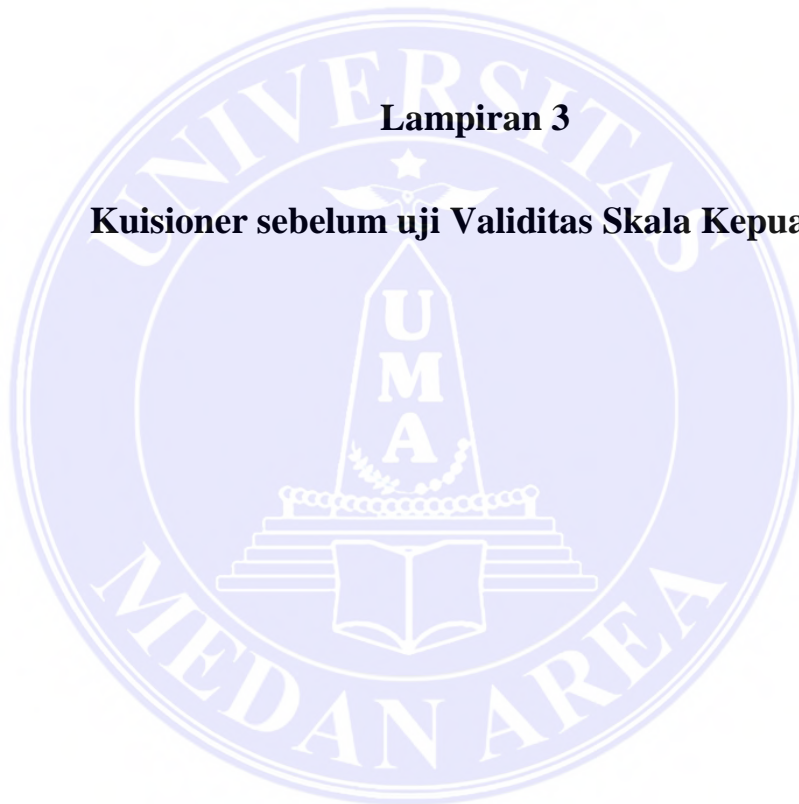 Lampiran 3
Kuisioner sebelum uji Validitas Skala Kepua
UNIVERSITAS
UMA
MEDAN AREA